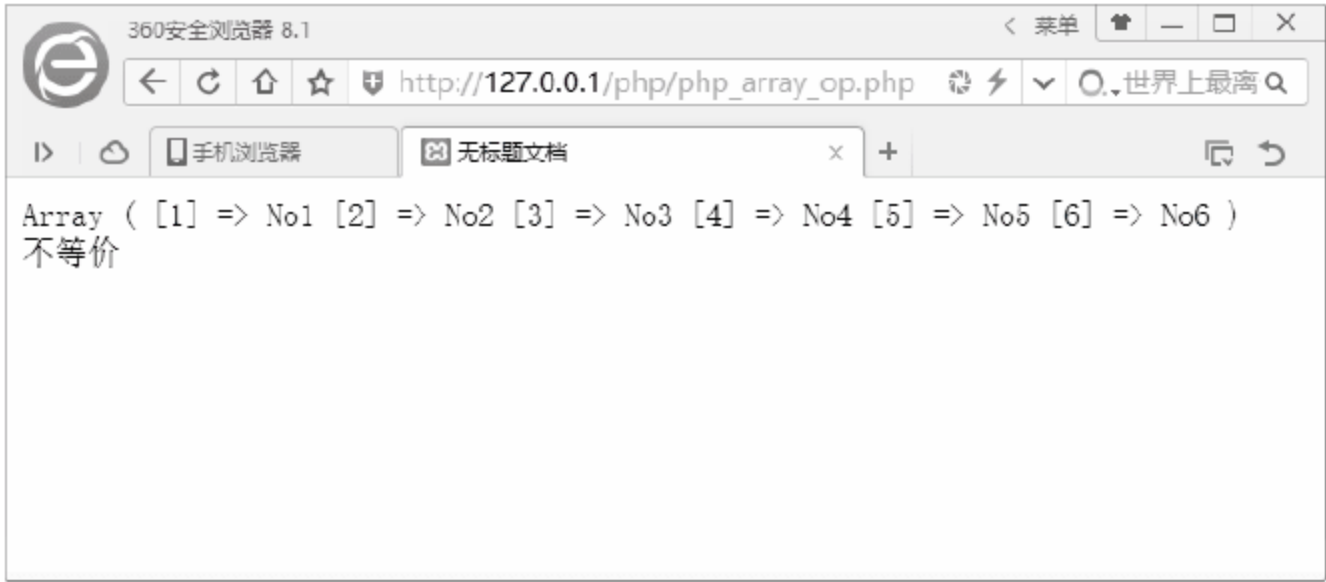 360安全浏览器 8.1
菜单
http://127.0.0.1/php/php_array_op.php
世界上最离
手机浏览器
无标题文档
Array ( [1] => No1 [2] => No2 [3] => No3 [4] => No4 [5] => No5 [6] => No6 )
不等价